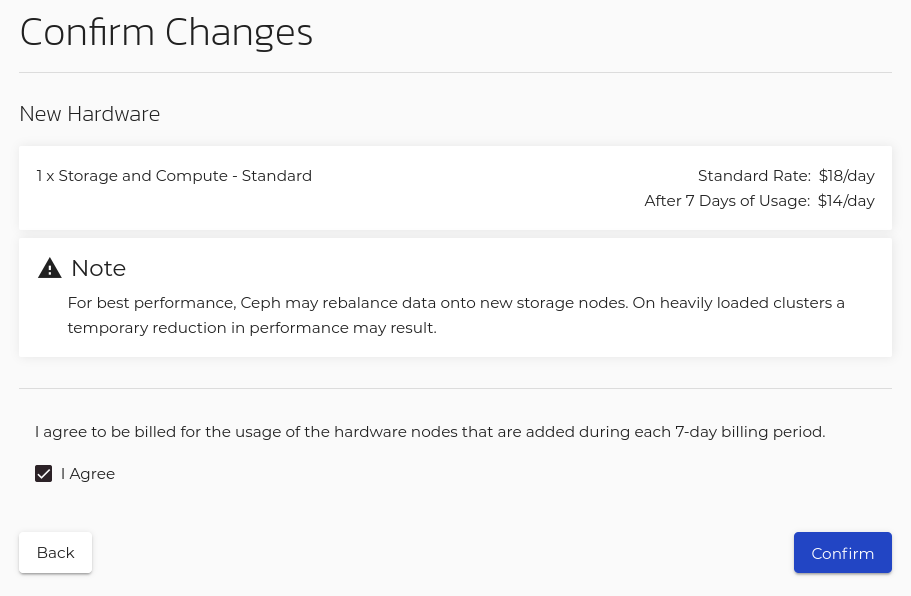 Confirm Changes
New Hardware
1 x Storage and Compute - Standard
Standard Rate: $18/day
After 7 Days of Usage: $14/day
Note
For best performance, Ceph may rebalance data onto new storage nodes. On heavily loaded clusters a
temporary reduction in performance may result.
I agree to be billed for the usage of the hardware nodes that are added during each 7-day billing period.
I Agree
Back
Confirm